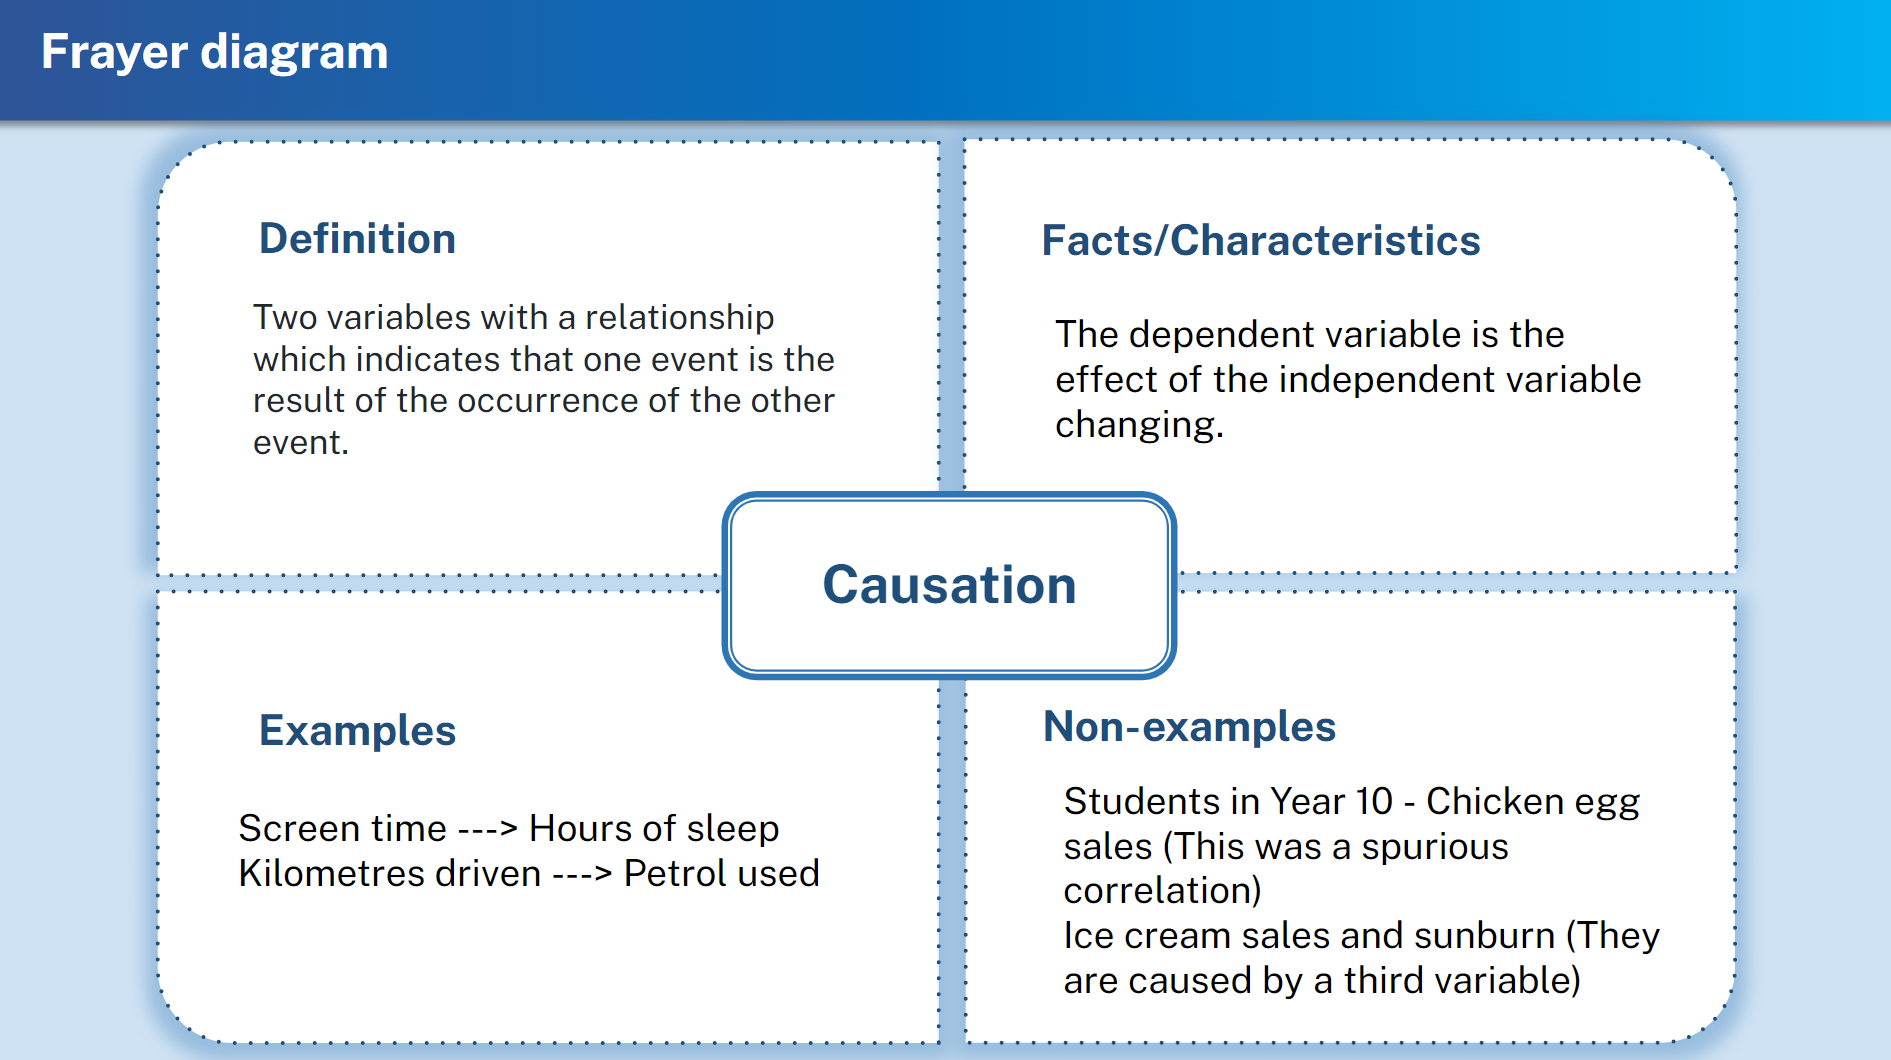 Frayer diagram
Definition
Two variables with a relationship
which indicates that one event is the
result of the occurrence of the other
event.
Facts/Characteristics
The dependent variable is the
effect of the independent variable
changing.
Causation
Examples
Screen time ---> Hours of sleep
Kilometres driven ---> Petrol used
Non-examples
Students in Year 10 - Chicken egg
sales (This was a spurious
correlation)
Ice cream sales and sunburn (They
are caused by a third variable)